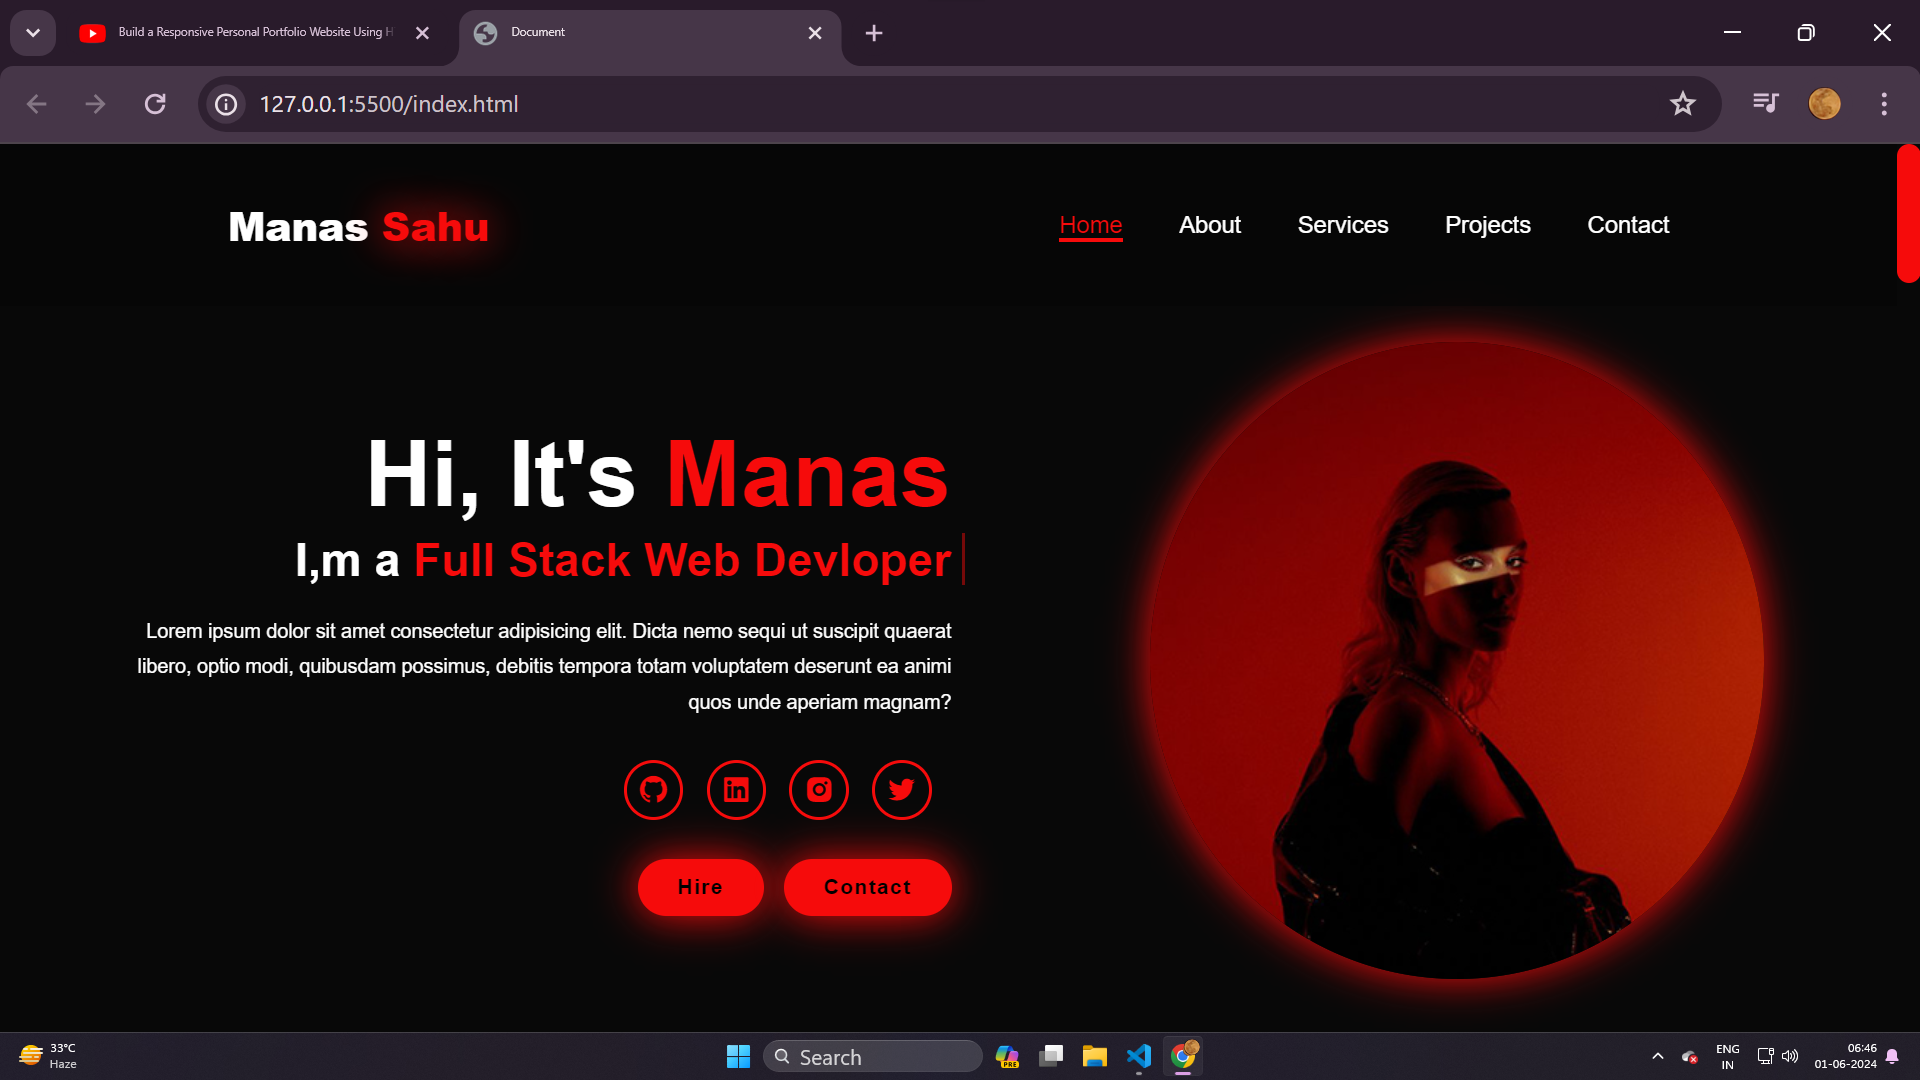 Build a Responsive Personal Portfolio Website Using H
Document
127.0.0.1:5500/index.html
Manas Sahu
Home About Services Projects Contact
Hi, It's Manas
I,m a Full Stack Web Devloper
Lorem ipsum dolor sit amet consectetur adipisicing elit. Dicta nemo sequi ut suscipit quaerat
libero, optio modi, quibusdam possimus, debitis tempora totam voluptatem deserunt ea animi
quos unde aperiam magnam?
in
Hire Contact
33°C
Haze
Search
PRE
ENG
IN
06:46
01-06-2024